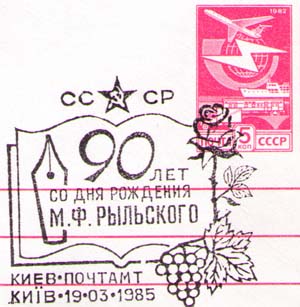 1982
СС СР
ПОЧТА 5 КОП СССР
90 ЛЕТ
СО ДНЯ РОЖДЕНИЯ
М.Ф. РЫЛЬСКОГО
КИЕВ•ПОЧТАМТ
КИЇВ•19•03•1985